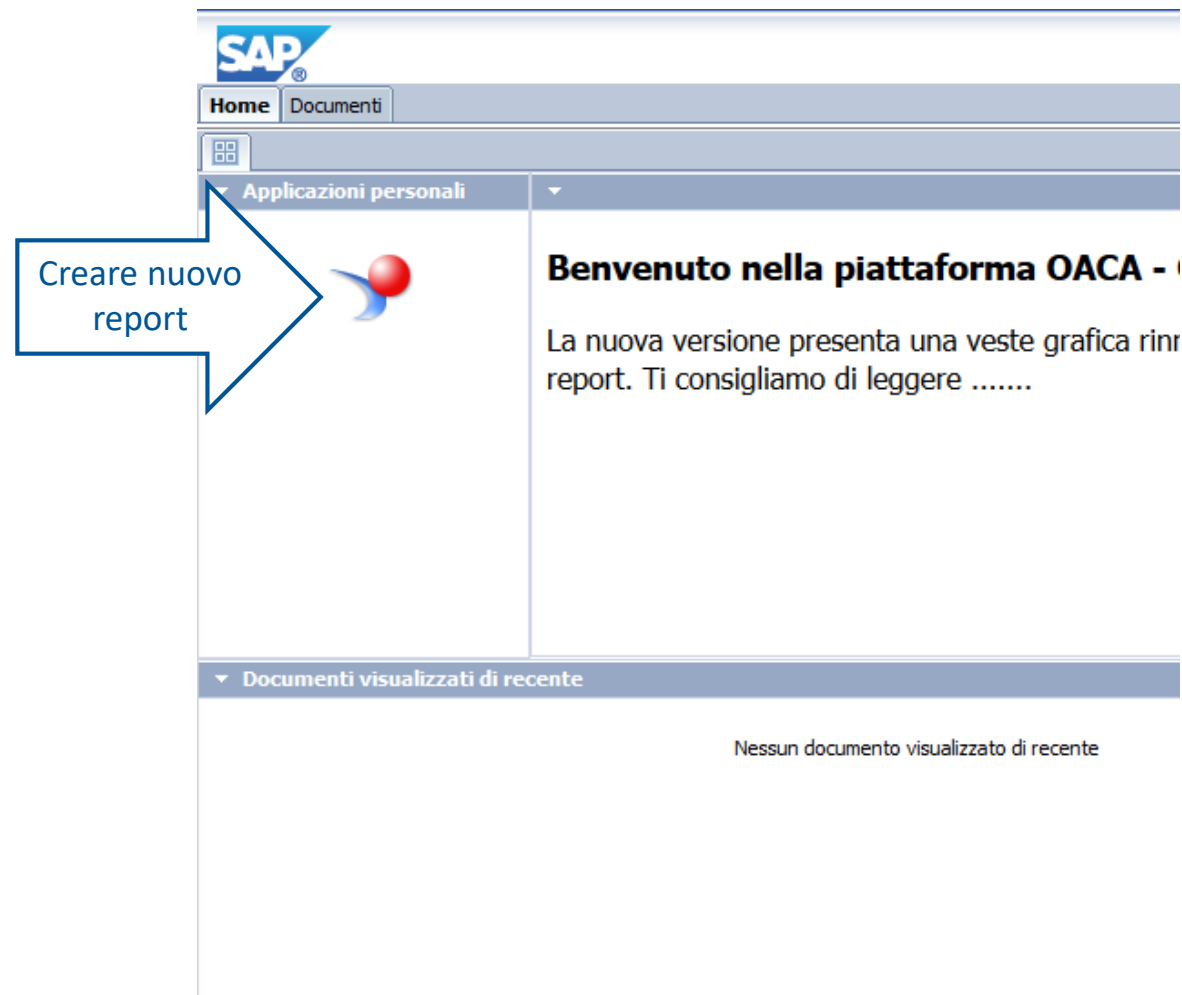 SAP®
Home Documenti
Applicazioni personali
Creare nuovo
report
Benvenuto nella piattaforma OACA -
La nuova versione presenta una veste grafica
report. Ti consigliamo di leggere .......
Documenti visualizzati di recente
Nessun documento visualizzato di recente